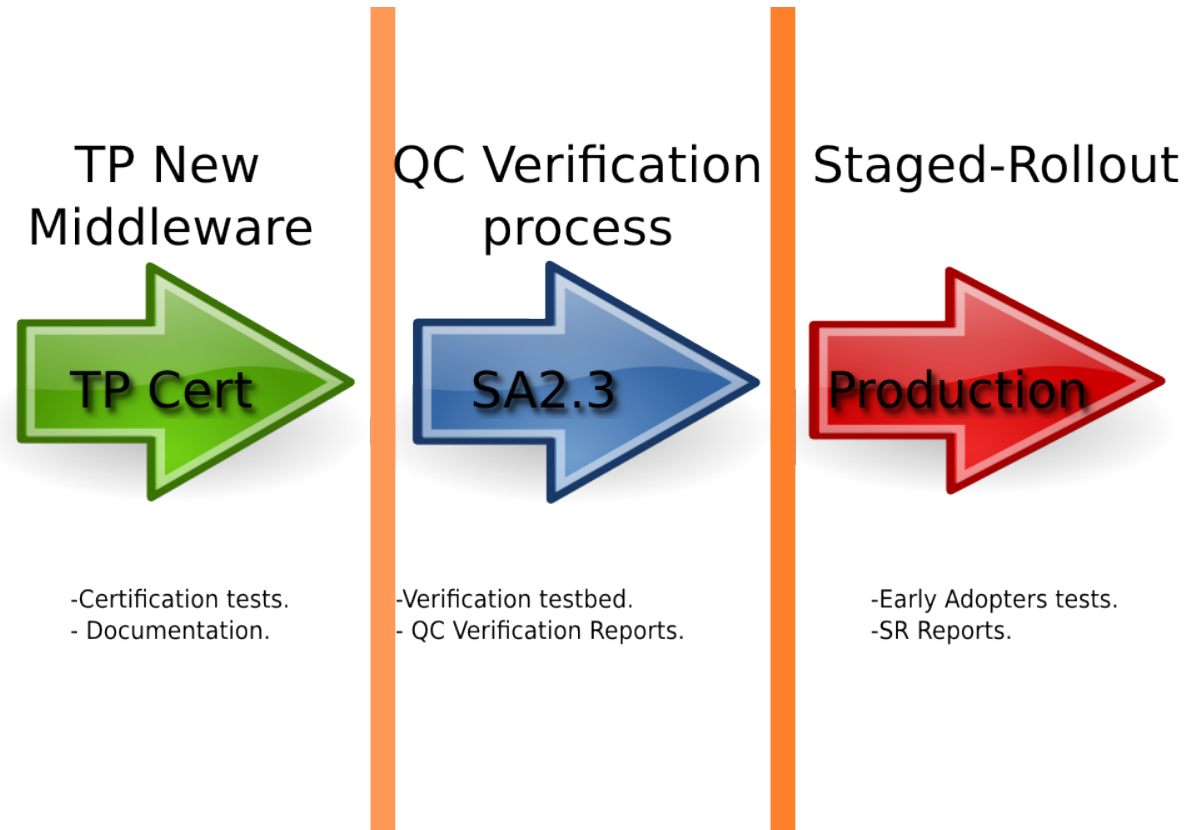 TP New
Middleware
TP Cert
-Certification tests.
- Documentation.
QC Verification
process
SA2.3
-Verification testbed.
- QC Verification Reports.
Staged-Rollout
Production
-Early Adopters tests.
-SR Reports.